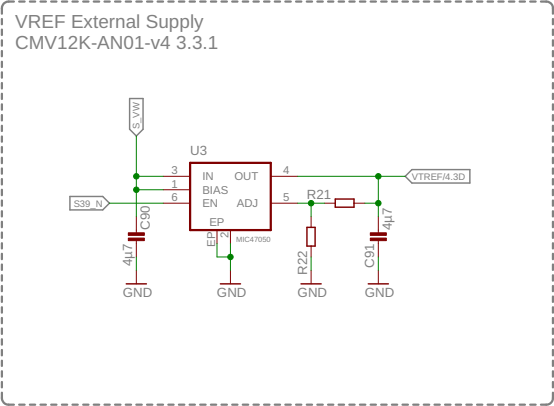 VREF External Supply
CMV12K-AN01-v4 3.3.1
S_VW
U3
3 IN OUT 4
1 BIAS
6 EN ADJ 5
EP
EP 2 MIC47050
S39_N
VTREF/4.3D
R21
C90
4µ7
R22
4µ7
C91
GND GND GND GND